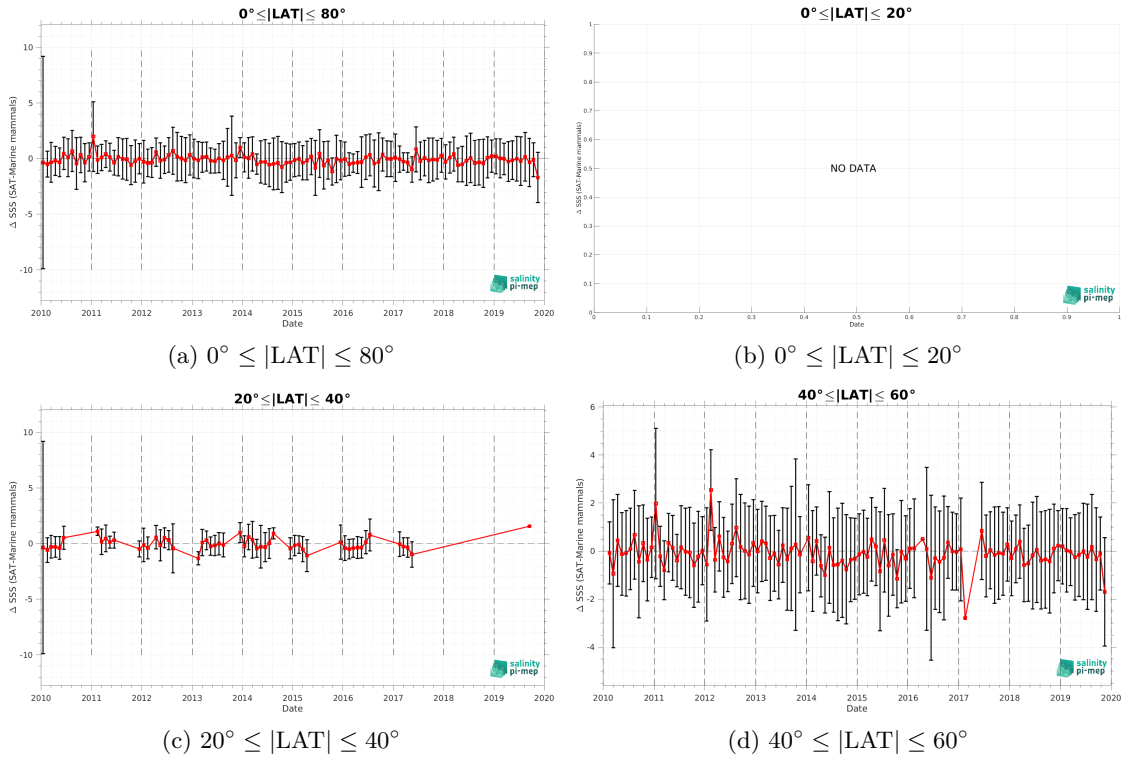 0°≤|LAT|≤ 80°
Δ SSS (SAT-Marine mammals)
10
5
0
-5
-10
2010 2011 2012 2013 2014 2015 2016 2017 2018 2019 2020
Date
salinity
pi-mep
(a) 0° ≤ |LAT| ≤ 80°
0°≤|LAT|≤ 20°
Δ SSS (SAT-Marine mammals)
1
0.9
0.8
0.7
0.6
0.5
0.4
0.3
0.2
0.1
0
NO DATA
0 0.1 0.2 0.3 0.4 0.5 0.6 0.7 0.8 0.9 1
Date
salinity
pi-mep
(b) 0° ≤ |LAT| ≤ 20°
20°≤|LAT|≤ 40°
Δ SSS (SAT-Marine mammals)
10
5
0
-5
-10
2010 2011 2012 2013 2014 2015 2016 2017 2018 2019 2020
Date
salinity
pi-mep
(c) 20° ≤ |LAT| ≤ 40°
40°≤|LAT|≤ 60°
Δ SSS (SAT-Marine mammals)
6
4
2
0
-2
-4
2010 2011 2012 2013 2014 2015 2016 2017 2018 2019 2020
Date
salinity
pi-mep
(d) 40° ≤ |LAT| ≤ 60°